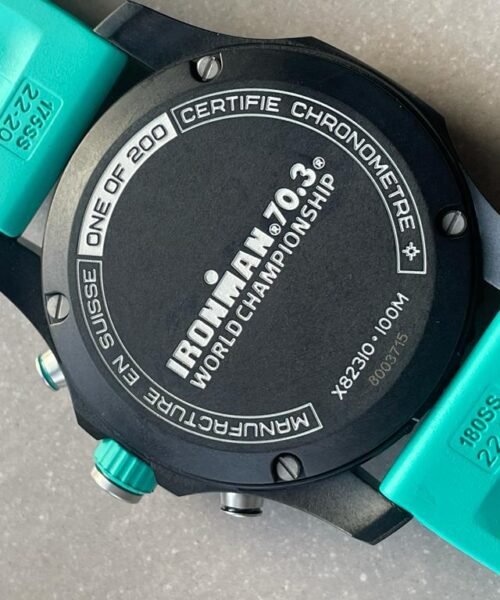 175SS
22-20
ONE OF 200
CERTIFIE CHRONOMETRE
IRONMAN® 70.3®
WORLD CHAMPIONSHIP
MANUFACTURE EN SUISSE
X82310 • 100M
8003715
180SS